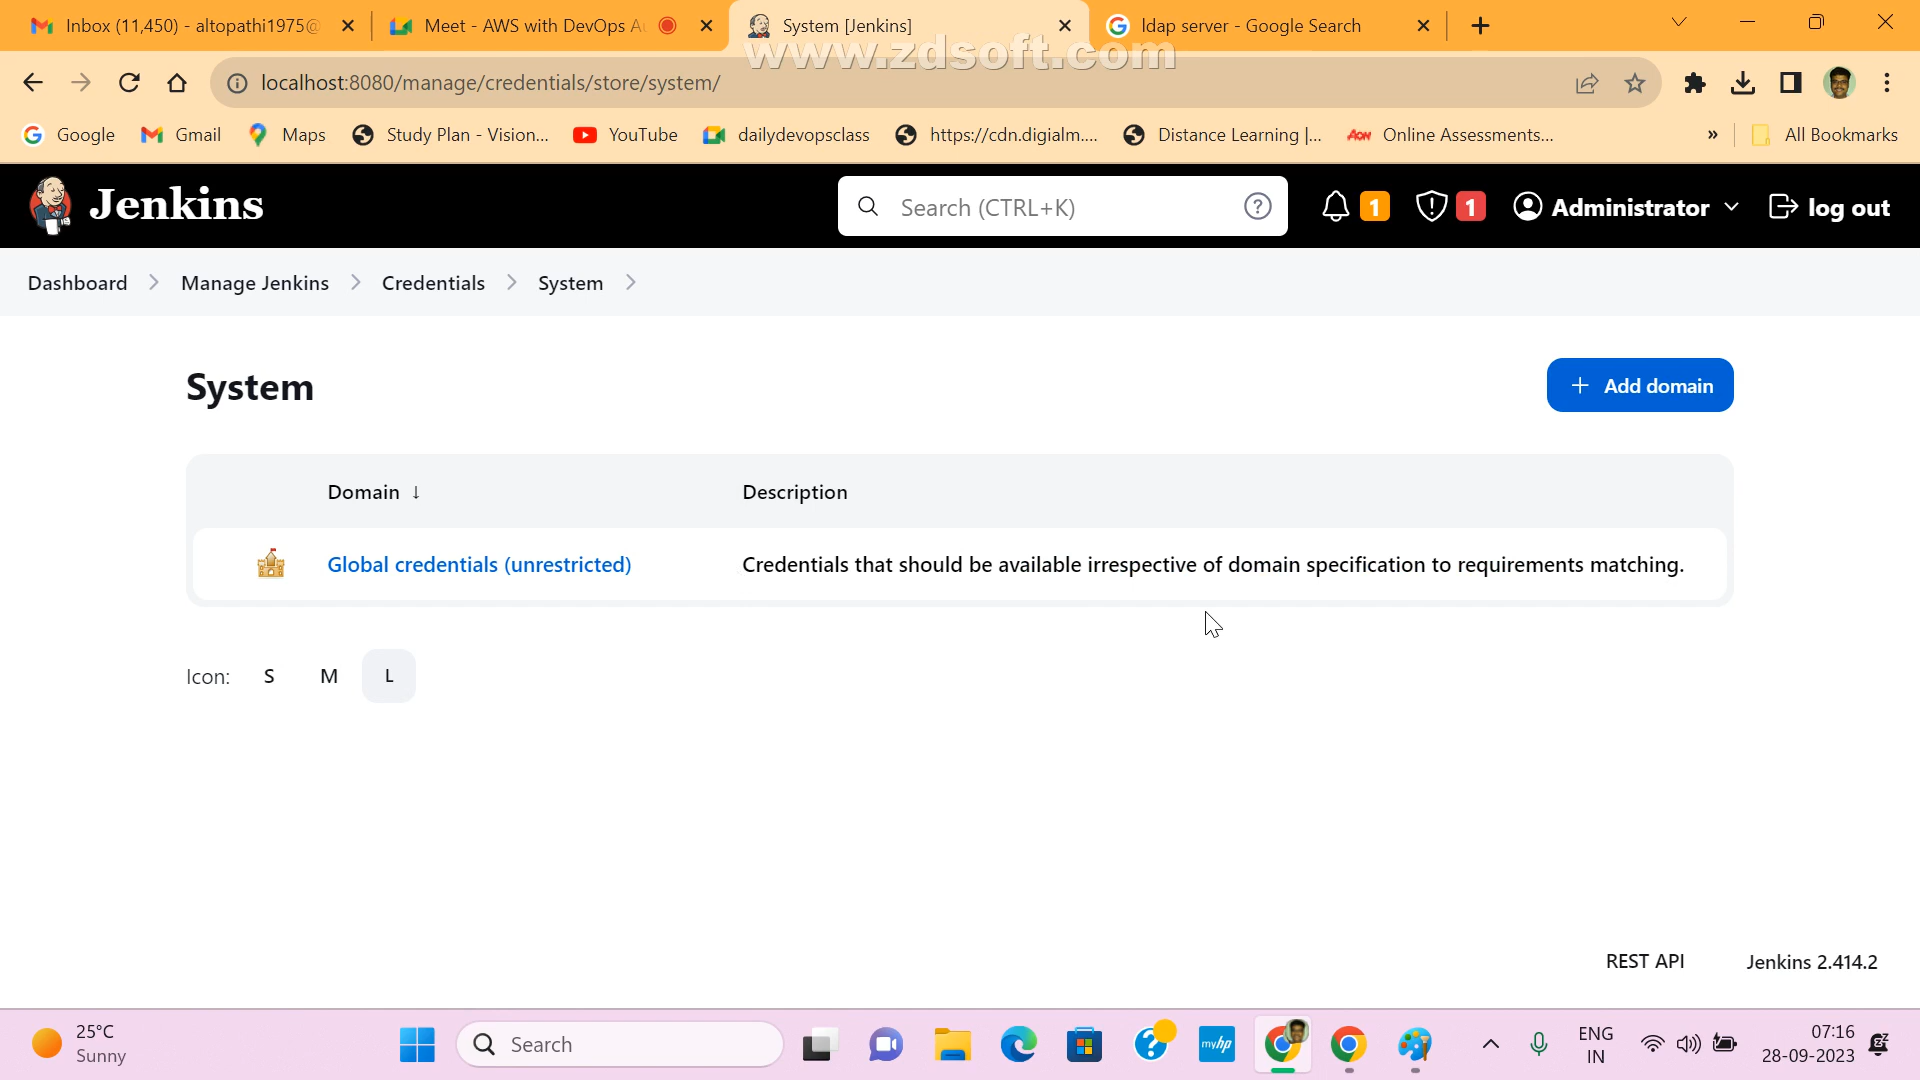 Inbox (11,450) - altopathi1975@
Meet - AWS with DevOps Au
System [Jenkins]
ldap server - Google Search
www.zdsoft.com
localhost:8080/manage/credentials/store/system/
Google
Gmail
Maps
Study Plan - Vision...
YouTube
dailydevopsclass
https://cdn.digialm....
Distance Learning |...
AON
Online Assessments...
»
All Bookmarks
Jenkins
Search (CTRL+K)
1
1
Administrator
log out
Dashboard
Manage Jenkins
Credentials
System
System
+ Add domain
Domain ↓
Description
Global credentials (unrestricted)
Credentials that should be available irrespective of domain specification to requirements matching.
Icon: S M L
REST API
Jenkins 2.414.2
25°C
Sunny
Search
myhp
ENG
IN
07:16
28-09-2023